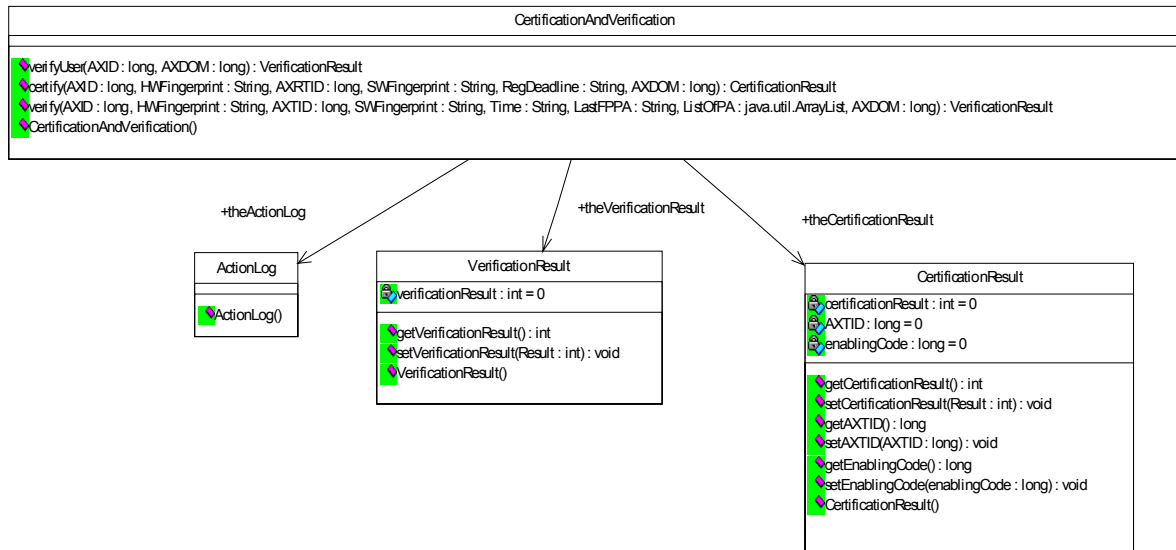 CertificationAndVerification
verifyUser(AXID : long, AXDOM : long) : VerificationResult
certify(AXID : long, HWFingerprint : String, AXRTID : long, SWFingerprint : String, RegDeadline : String, AXDOM : long) : CertificationResult
verify(AXID : long, HWFingerprint : String, AXTID : long, SWFingerprint : String, Time : String, LastFPPA : String, ListOfPA : java.util.ArrayList, AXDOM : long) : VerificationResult
CertificationAndVerification()
+theActionLog
+theVerificationResult
+theCertificationResult
ActionLog
ActionLog()
VerificationResult
verificationResult : int = 0
getVerificationResult() : int
setVerificationResult(Result : int) : void
VerificationResult()
CertificationResult
certificationResult : int = 0
AXTID : long = 0
enablingCode : long = 0
getCertificationResult() : int
setCertificationResult(Result : int) : void
getAXTID() : long
setAXTID(AXTID : long) : void
getEnablingCode() : long
setEnablingCode(enablingCode : long) : void
CertificationResult()